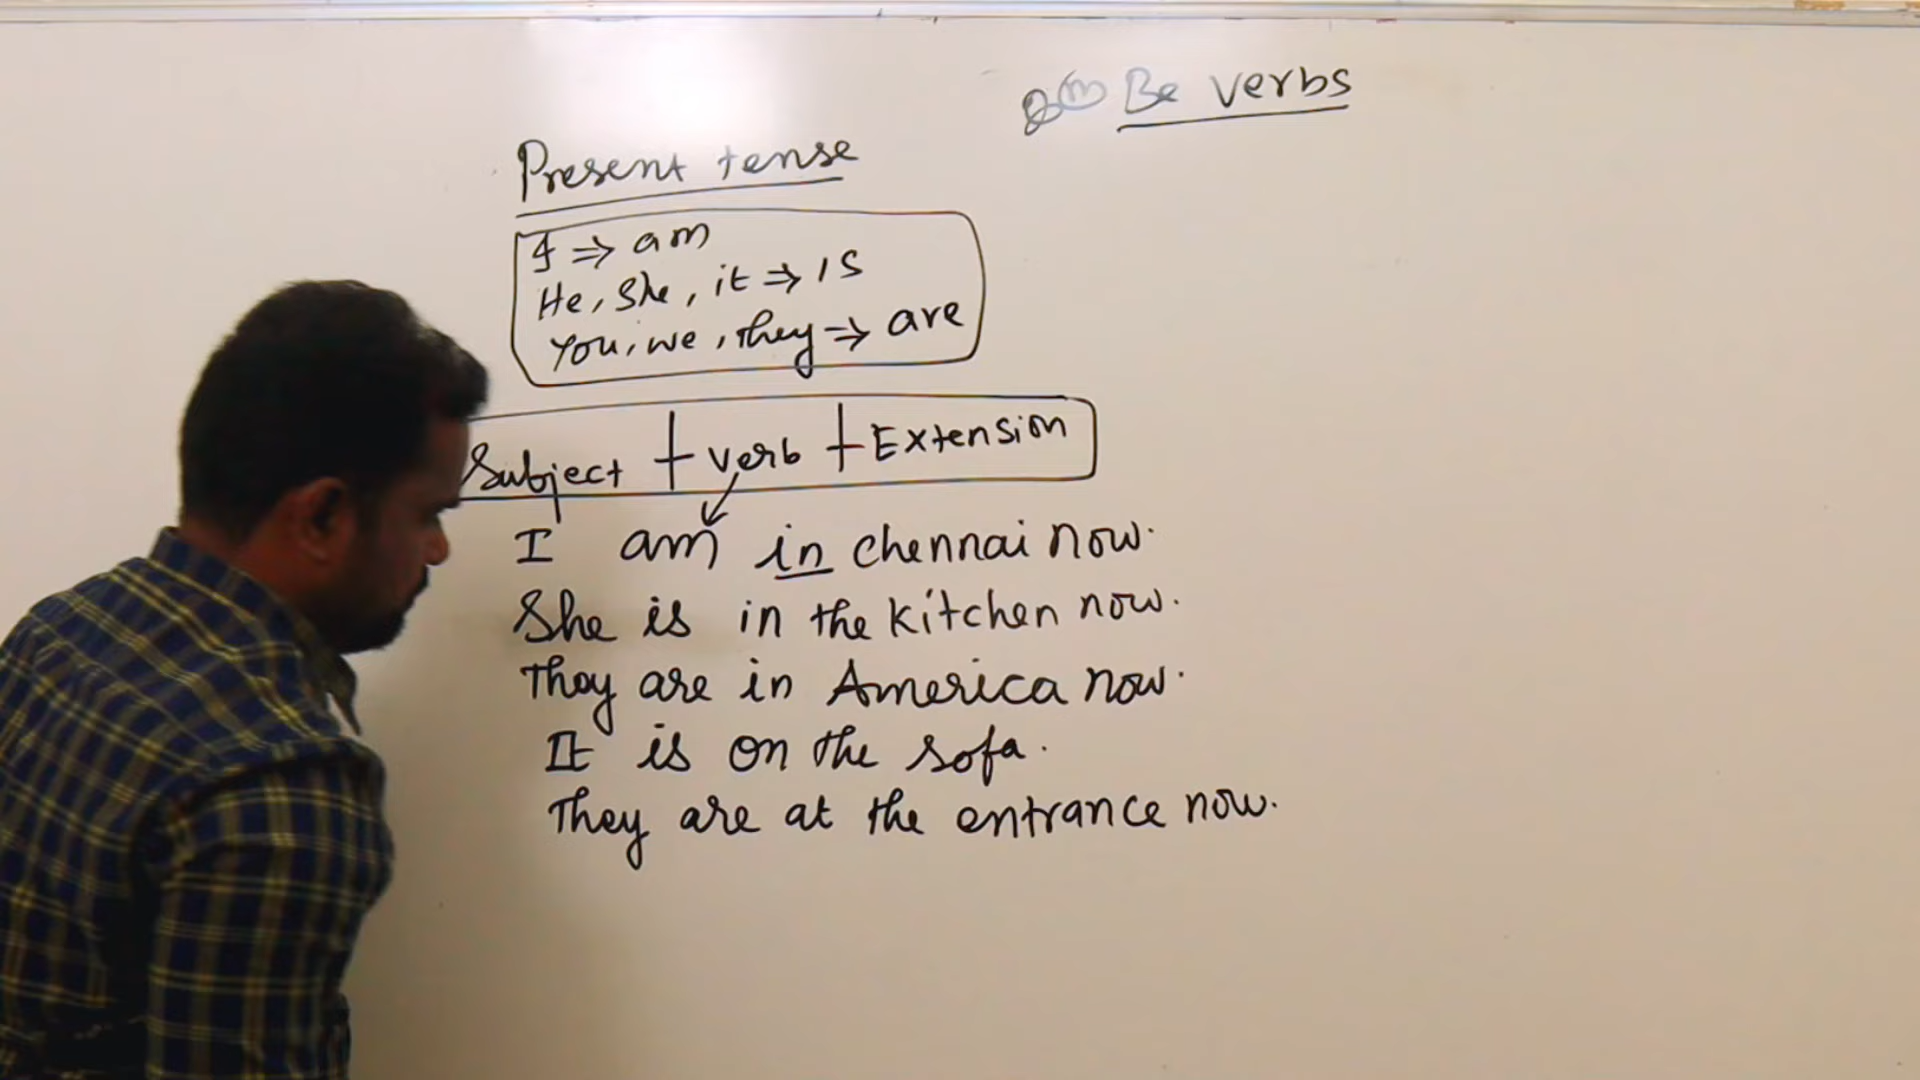 Be verbs
Present tense
I ⇒ am
He, She, it ⇒ is
You, we, they ⇒ are
Subject + verb + Extension
I am in chennai now.
She is in the kitchen now.
They are in America now.
It is on the sofa.
They are at the entrance now.